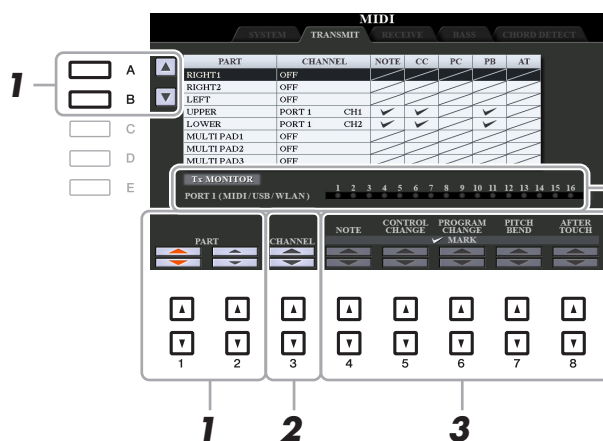 MIDI
SYSTEM TRANSMIT RECEIVE BASS CHORD DETECT
PART CHANNEL NOTE CC PC PB AT
1 A RIGHT1 OFF
RIGHT2 OFF
B LEFT OFF
UPPER PORT 1 CH1 ✓ ✓ ✓
C LOWER PORT 1 CH2 ✓ ✓ ✓
MULTI PAD1 OFF
D MULTI PAD2 OFF
MULTI PAD3 OFF
E Tx MONITOR
1 2 3 4 5 6 7 8 9 10 11 12 13 14 15 16
PORT 1 (MIDI/USB/WLAN)
PART CHANNEL NOTE CONTROL CHANGE PROGRAM CHANGE PITCH BEND AFTER TOUCH
✓ MARK
1 2 3 4 5 6 7 8
1 2 3